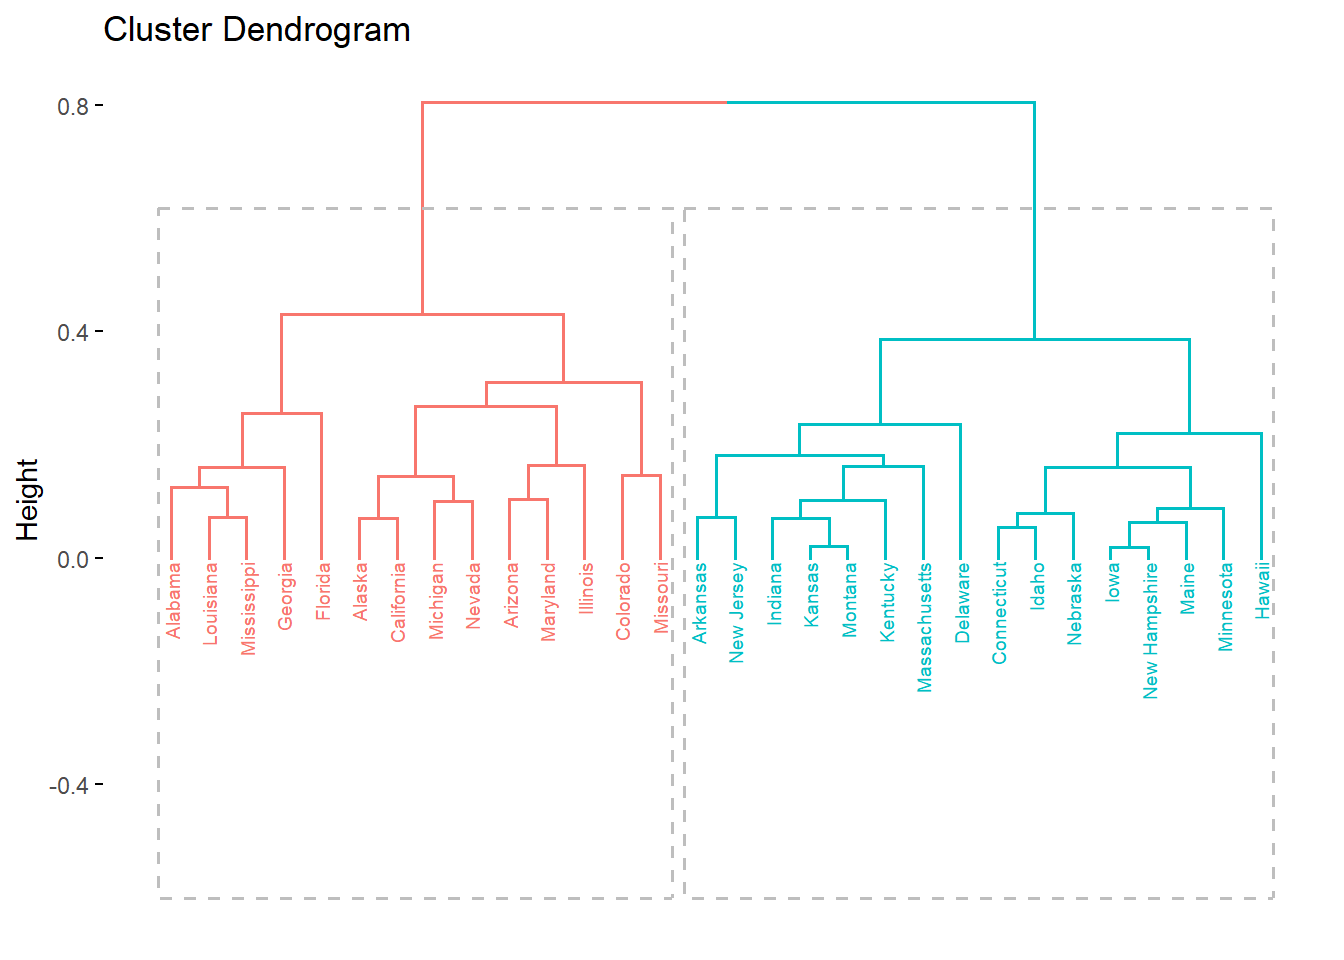 Cluster Dendrogram
0.8
0.4
0.0
-0.4
Height
Alabama
Louisiana
Mississippi
Georgia
Florida
Alaska
California
Michigan
Nevada
Arizona
Maryland
Illinois
Colorado
Missouri
Arkansas
New Jersey
Indiana
Kansas
Montana
Kentucky
Massachusetts
Delaware
Connecticut
Idaho
Nebraska
Iowa
New Hampshire
Maine
Minnesota
Hawaii